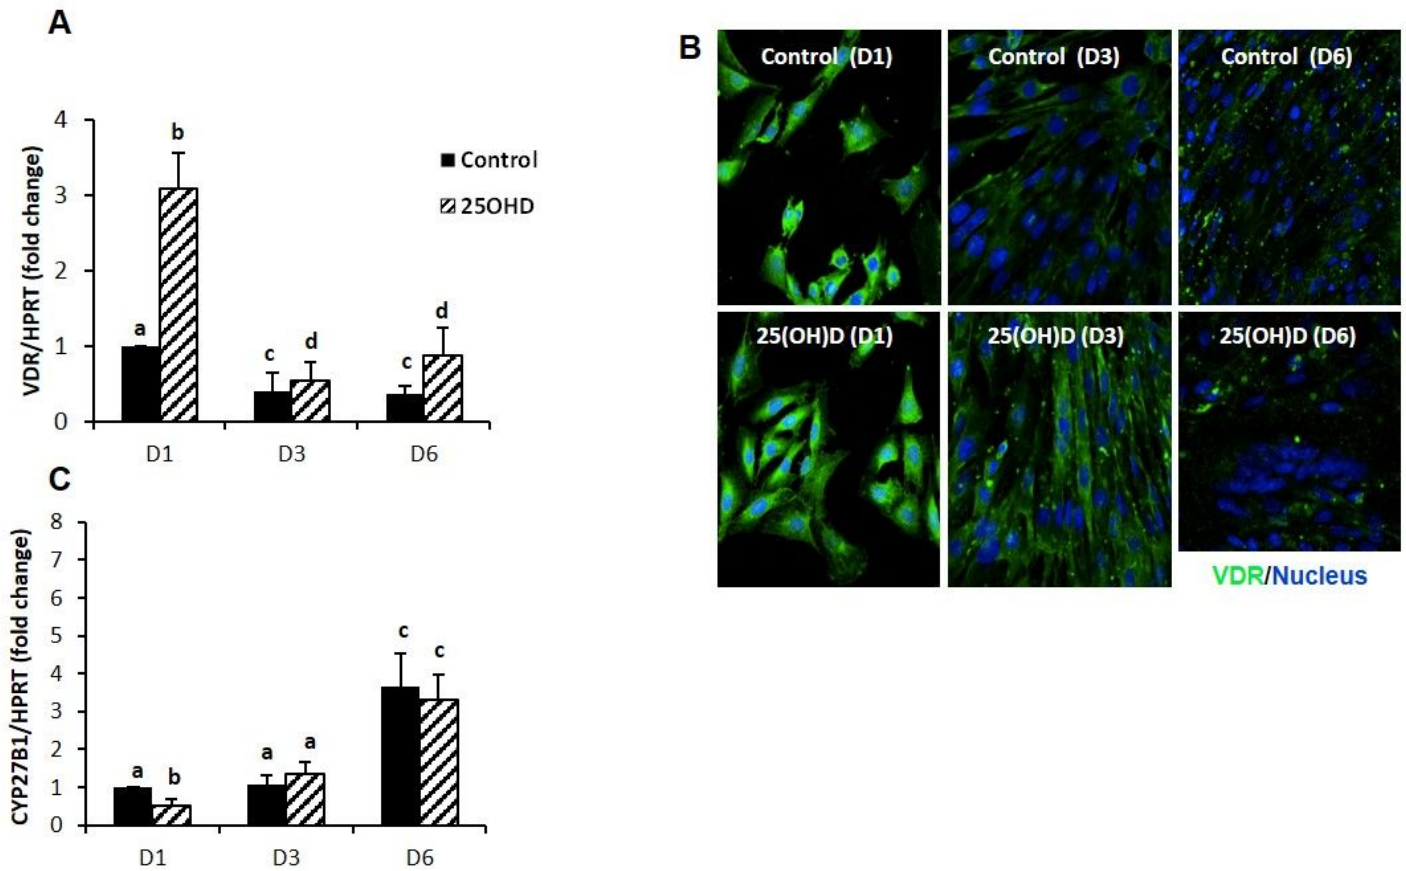 A
VDR/HPRT (fold change)
4
3
2
1
0
a
b
c
d
c
d
Control
25OHD
D1
D3
D6
B
Control (D1)
Control (D3)
Control (D6)
25(OH)D (D1)
25(OH)D (D3)
25(OH)D (D6)
VDR/Nucleus
C
CYP27B1/HPRT (fold change)
8
7
6
5
4
3
2
1
0
a
b
a
a
c
c
D1
D3
D6